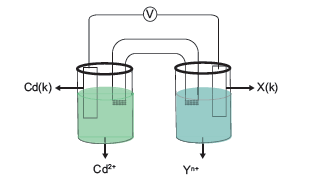 V
Cd(k)
X(k)
Cd²⁺
Yⁿ⁺